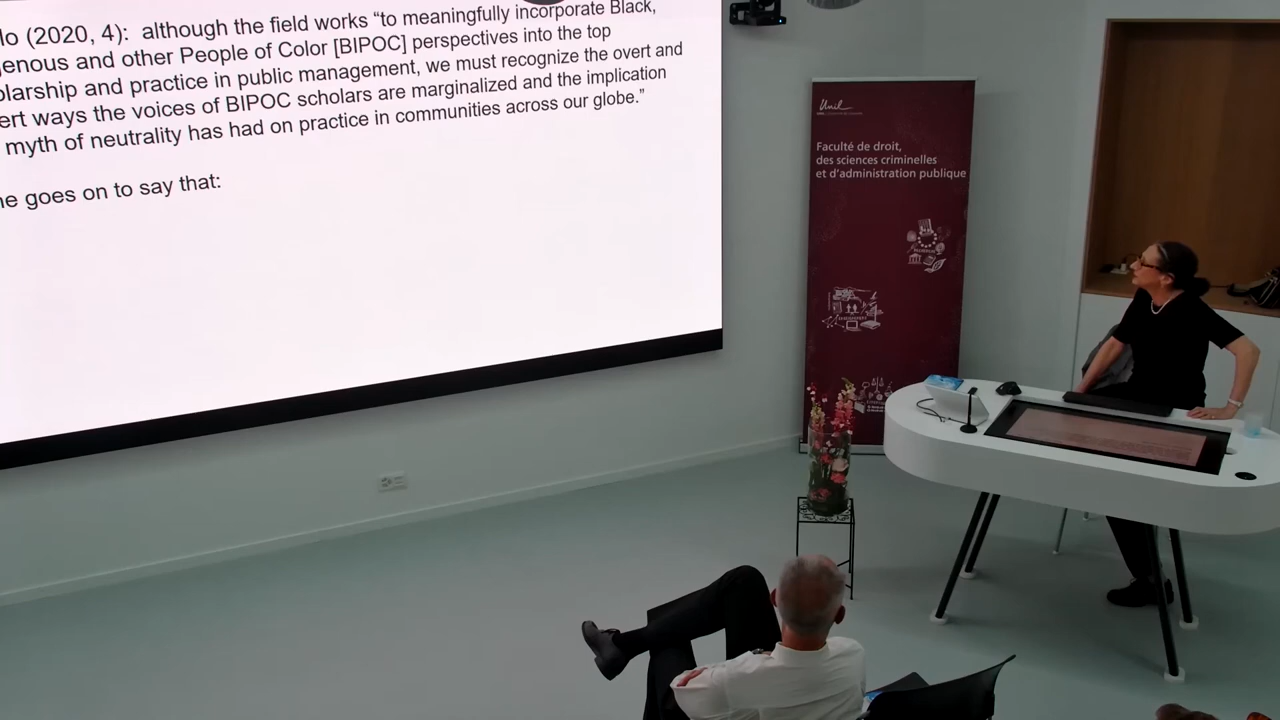 lo (2020, 4): although the field works “to meaningfully incorporate Black,
enous and other People of Color [BIPOC] perspectives into the top
olarship and practice in public management, we must recognize the overt and
ert ways the voices of BIPOC scholars are marginalized and the implication
myth of neutrality has had on practice in communities across our globe.”
ne goes on to say that:
Unil
Faculté de droit,
des sciences criminelles
et d’administration publique